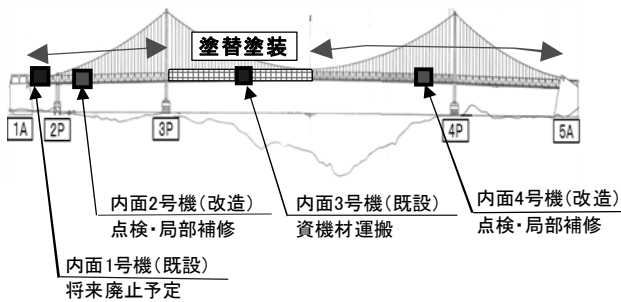 塗替塗装
1A
2P
3P
4P
5A
内面2号機(改造)
点検・局部補修
内面3号機(既設)
資機材運搬
内面4号機(改造)
点検・局部補修
内面1号機(既設)
将来廃止予定